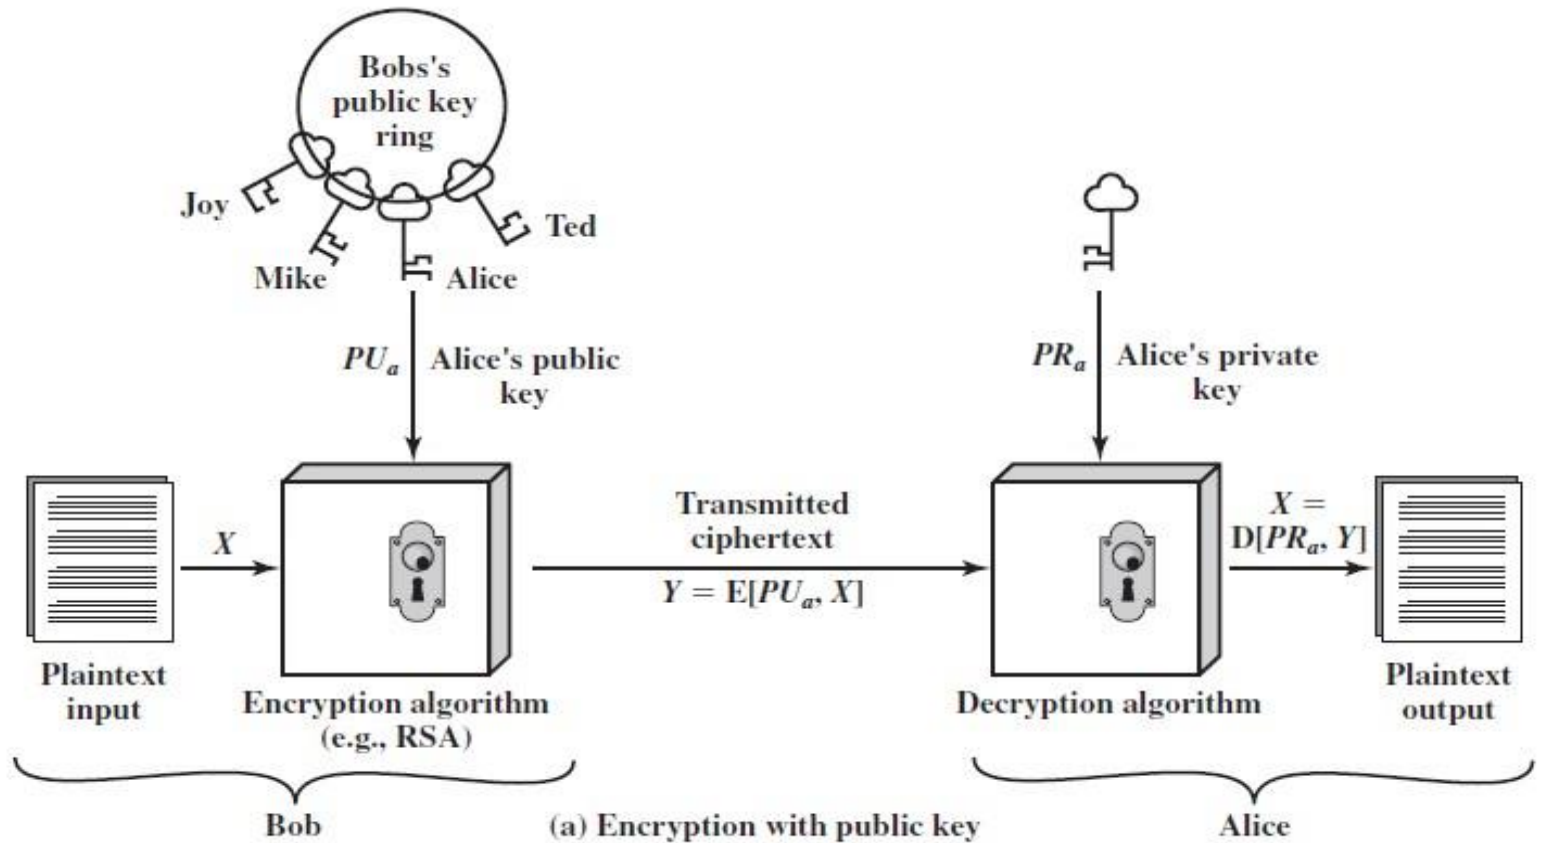 Bobs's
public key
ring
Joy
Ted
Mike
Alice
PUₐ
Alice's public
key
PRₐ
Alice's private
key
X
Transmitted
ciphertext
Y = E[PUₐ, X]
X =
D[PRₐ, Y]
Plaintext
input
Encryption algorithm
(e.g., RSA)
Decryption algorithm
Plaintext
output
Bob
(a) Encryption with public key
Alice